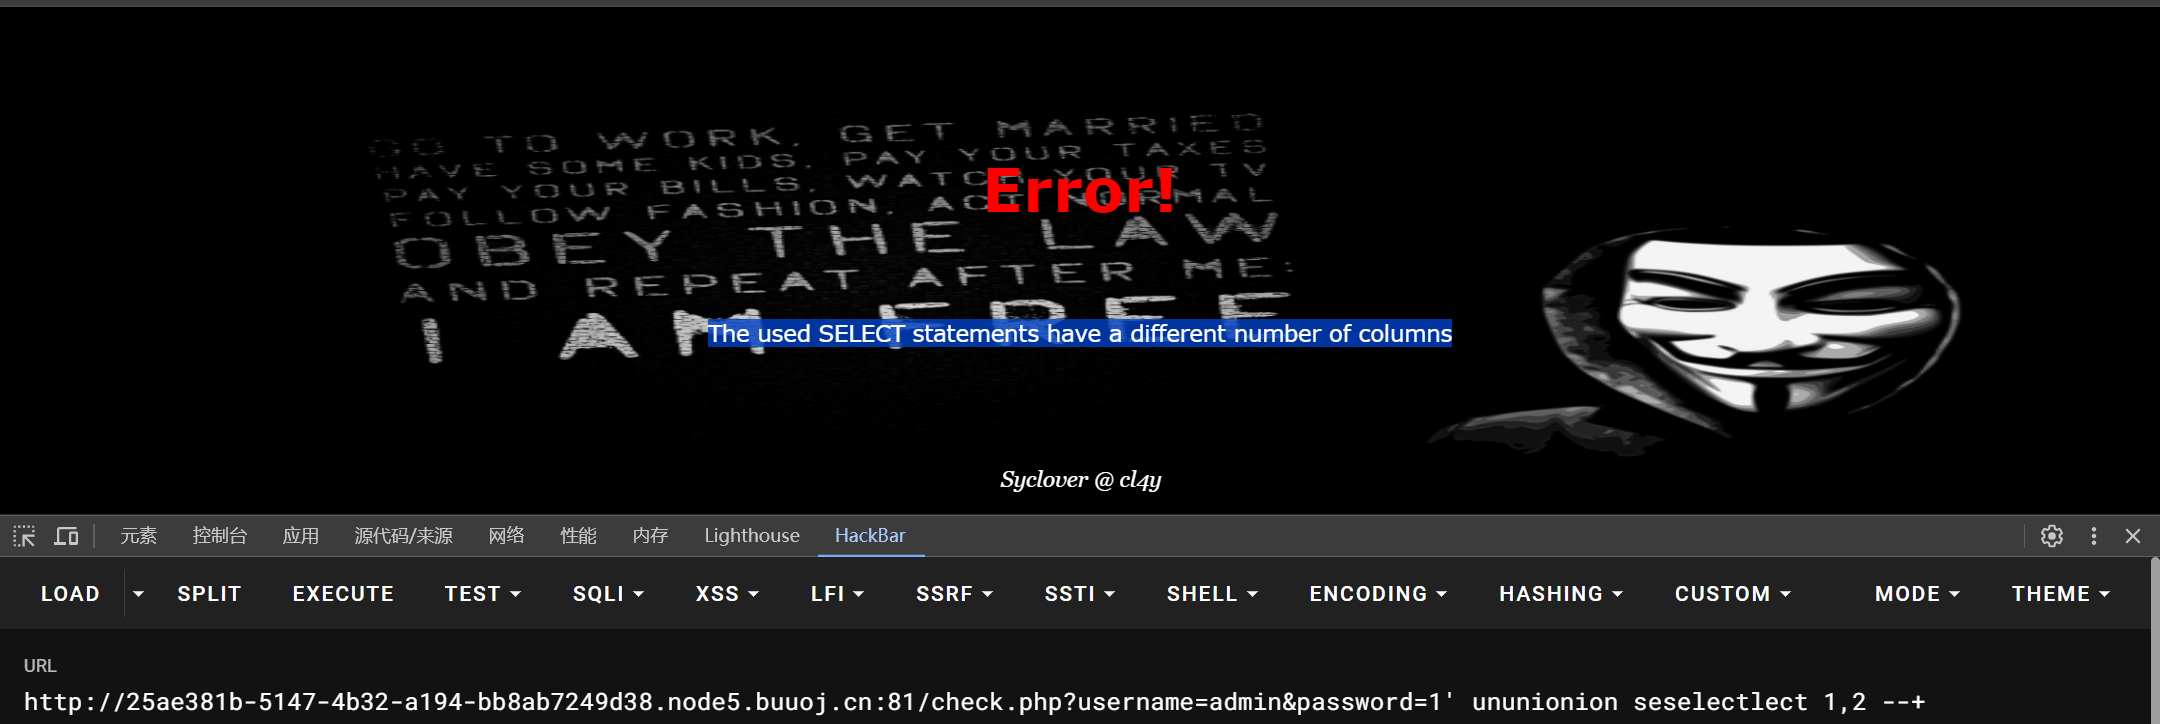 GO TO WORK, GET MARRIED
HAVE SOME KIDS, PAY YOUR TAXES
PAY YOUR BILLS, WATCH YOUR TV
FOLLOW FASHION, ACT NORMAL
OBEY THE LAW
AND REPEAT AFTER ME:
I AM FREE
Error!
The used SELECT statements have a different number of columns
Syclover @ cl4y
元素 控制台 应用 源代码/来源 网络 性能 内存 Lighthouse HackBar
LOAD SPLIT EXECUTE TEST SQLI XSS LFI SSRF SSTI SHELL ENCODING HASHING CUSTOM MODE THEME
URL
http://25ae381b-5147-4b32-a194-bb8ab7249d38.node5.buuoj.cn:81/check.php?username=admin&password=1' ununionion seselectlect 1,2 --+